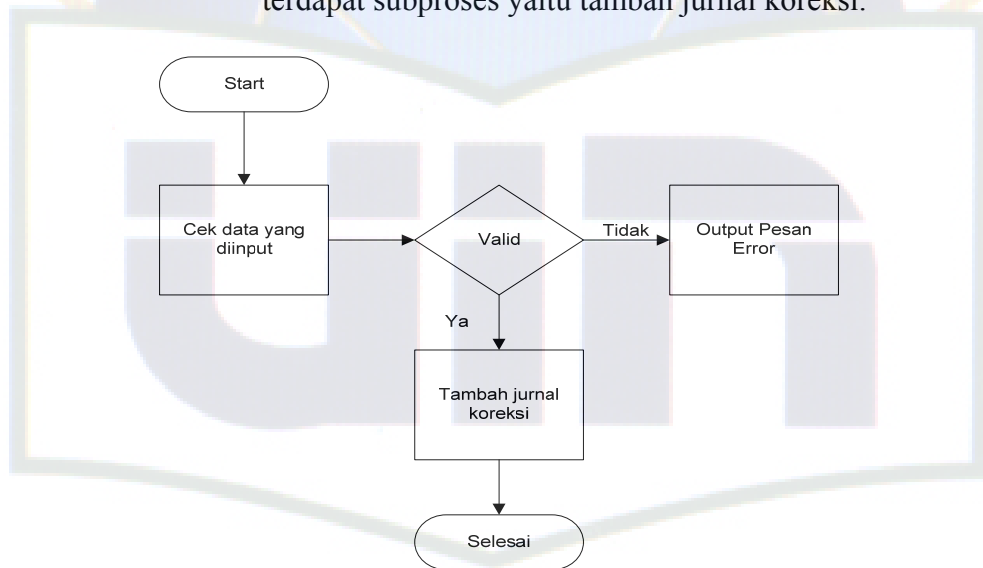 terdapat subproses yaitu tambah jurnal koreksi.
Start
Cek data yang
diinput
Valid
Tidak
Output Pesan
Error
Ya
Tambah jurnal
koreksi
Selesai
uin